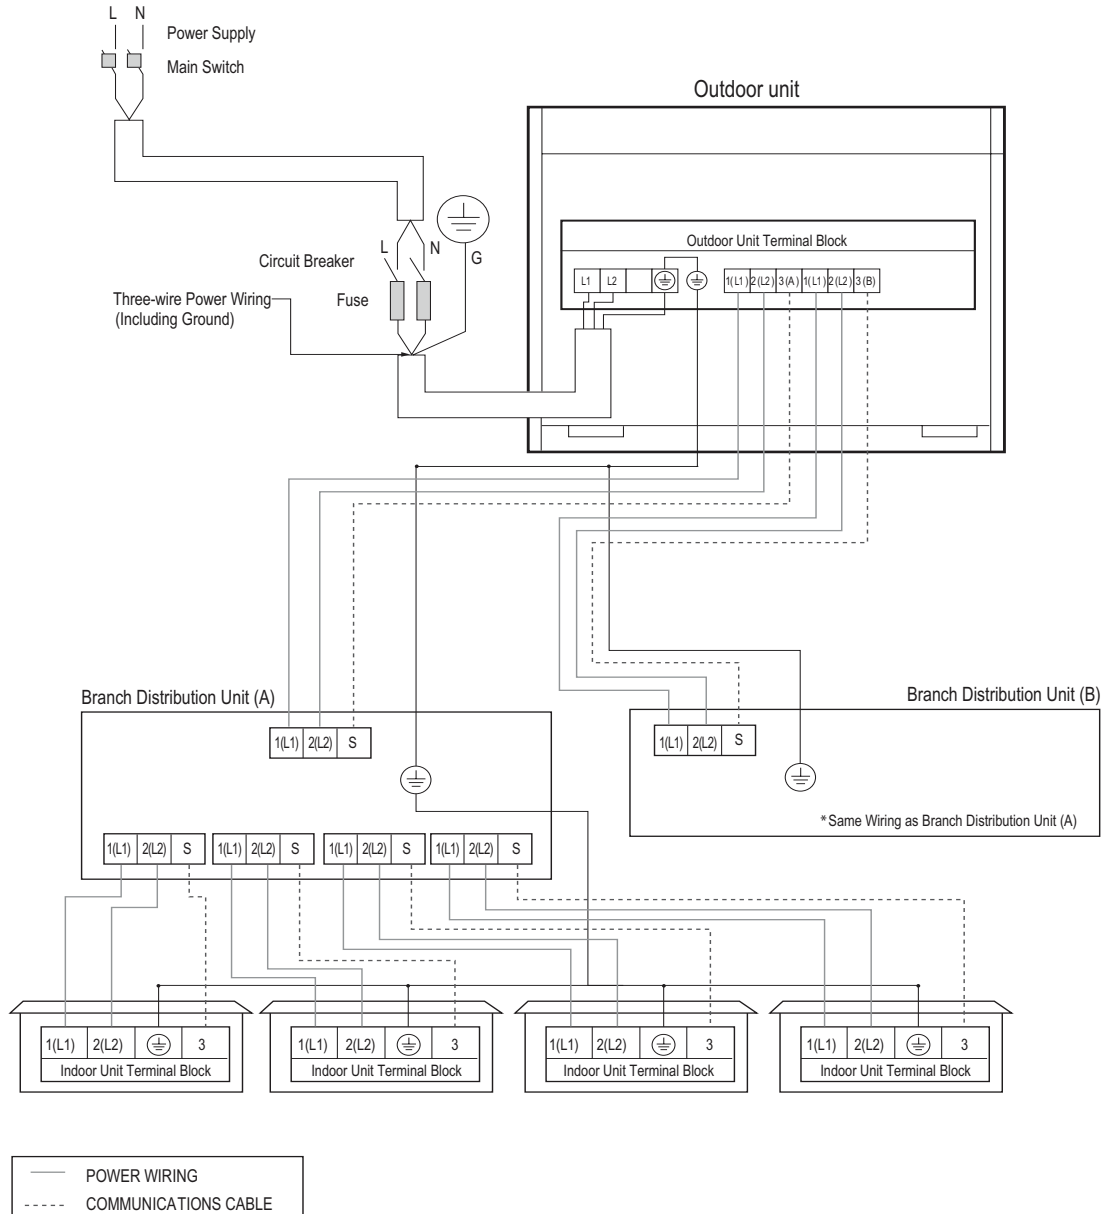 L N
Power Supply
Main Switch
Outdoor unit
Outdoor Unit Terminal Block
L1 L2 1(L1) 2(L2) 3(A) 1(L1) 2(L2) 3(B)
L N G
Circuit Breaker
Three-wire Power Wiring
(Including Ground)
Fuse
Branch Distribution Unit (A)
Branch Distribution Unit (B)
1(L1) 2(L2) S
1(L1) 2(L2) S
*Same Wiring as Branch Distribution Unit (A)
1(L1) 2(L2) S 1(L1) 2(L2) S 1(L1) 2(L2) S 1(L1) 2(L2) S
1(L1) 2(L2) 3
Indoor Unit Terminal Block
1(L1) 2(L2) 3
Indoor Unit Terminal Block
1(L1) 2(L2) 3
Indoor Unit Terminal Block
1(L1) 2(L2) 3
Indoor Unit Terminal Block
POWER WIRING
COMMUNICATIONS CABLE